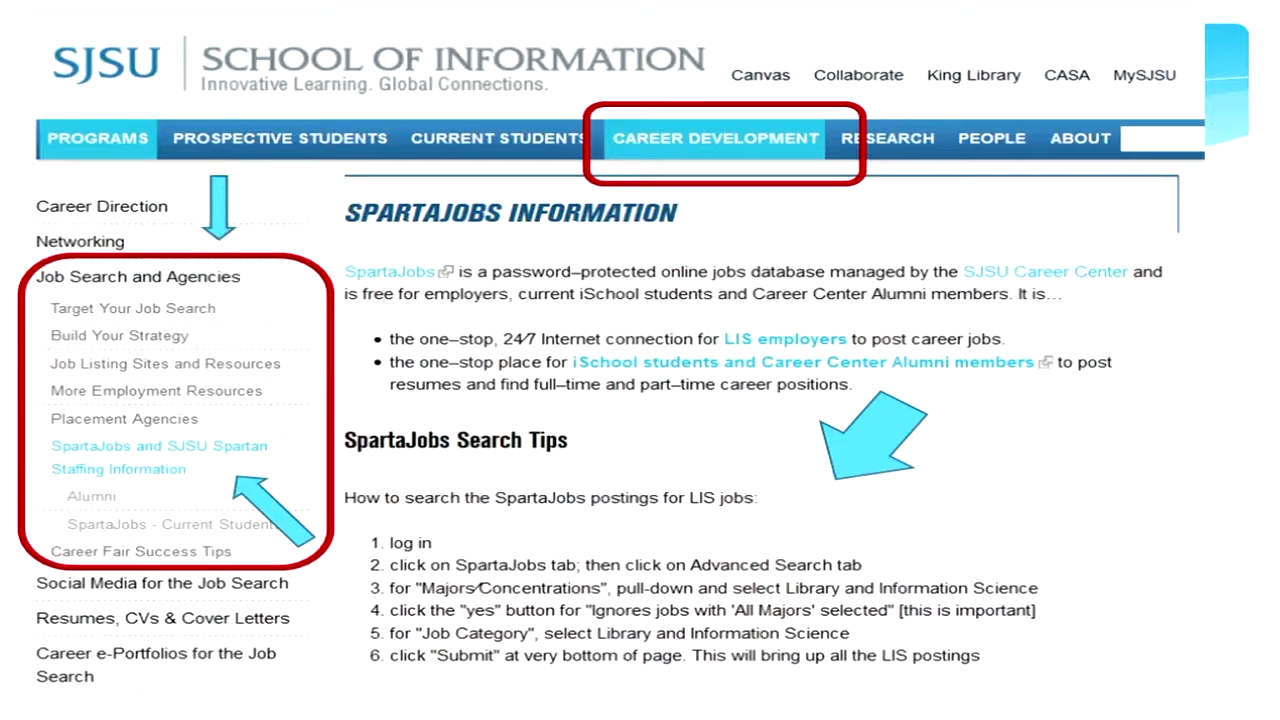 SJSU SCHOOL OF INFORMATION
Innovative Learning. Global Connections.
Canvas Collaborate King Library CASA MySJSU
PROGRAMS PROSPECTIVE STUDENTS CURRENT STUDENTS CAREER DEVELOPMENT RESEARCH PEOPLE ABOUT
Career Direction
Networking
Job Search and Agencies
Target Your Job Search
Build Your Strategy
Job Listing Sites and Resources
More Employment Resources
Placement Agencies
SpartaJobs and SJSU Spartan
Staffing Information
Alumni
SpartaJobs - Current Student
Career Fair Success Tips
Social Media for the Job Search
Resumes, CVs & Cover Letters
Career e-Portfolios for the Job
Search
SPARTAJOBS INFORMATION
SpartaJobs is a password-protected online jobs database managed by the SJSU Career Center and
is free for employers, current iSchool students and Career Center Alumni members. It is...
• the one-stop, 24/7 Internet connection for LIS employers to post career jobs.
• the one-stop place for iSchool students and Career Center Alumni members to post
resumes and find full-time and part-time career positions.
SpartaJobs Search Tips
How to search the SpartaJobs postings for LIS jobs:
1. log in
2. click on SpartaJobs tab; then click on Advanced Search tab
3. for "Majors/Concentrations", pull-down and select Library and Information Science
4. click the "yes" button for "Ignores jobs with 'All Majors' selected" [this is important]
5. for "Job Category", select Library and Information Science
6. click "Submit" at very bottom of page. This will bring up all the LIS postings